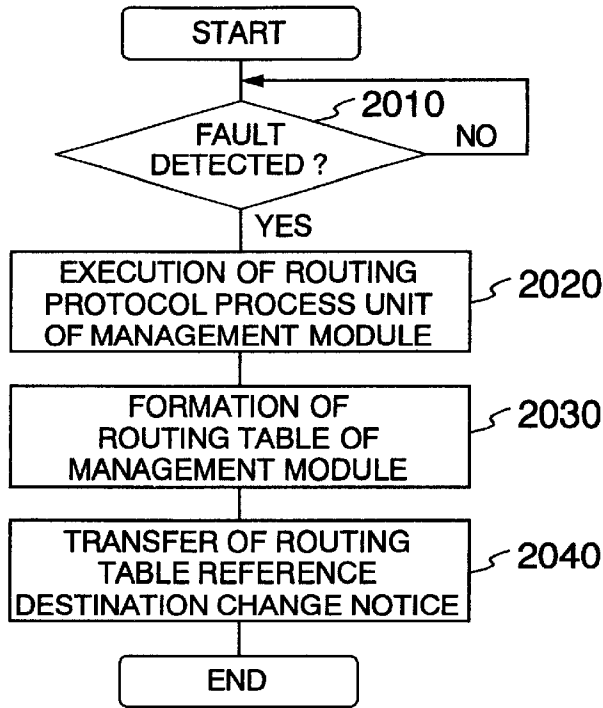 START
2010
FAULT
DETECTED ?
NO
YES
EXECUTION OF ROUTING
PROTOCOL PROCESS UNIT
OF MANAGEMENT MODULE
2020
FORMATION OF
ROUTING TABLE OF
MANAGEMENT MODULE
2030
TRANSFER OF ROUTING
TABLE REFERENCE
DESTINATION CHANGE NOTICE
2040
END